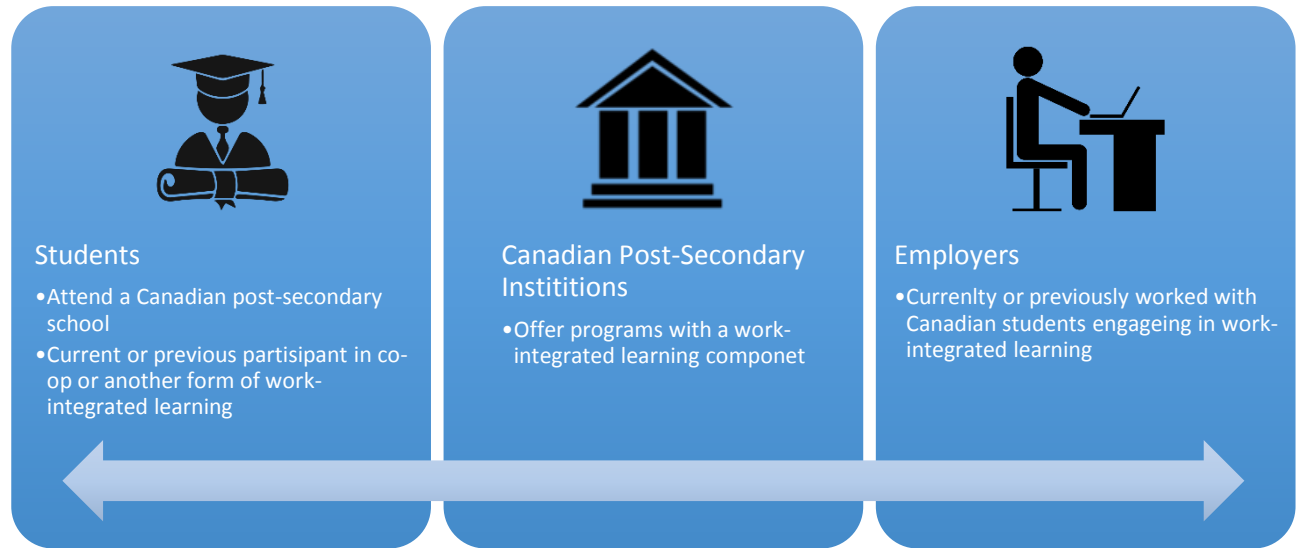 Students
•Attend a Canadian post-secondary
school
•Current or previous partisipant in co-
op or another form of work-
integrated learning
Canadian Post-Secondary
Instititions
•Offer programs with a work-
integrated learning componet
Employers
•Currenlty or previously worked with
Canadian students engageing in work-
integrated learning